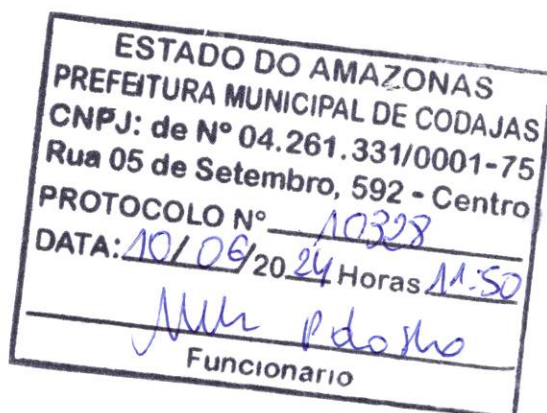 ESTADO DO AMAZONAS
PREFEITURA MUNICIPAL DE CODAJAS
CNPJ: de Nº 04.261.331/0001-75
Rua 05 de Setembro, 592 - Centro
PROTOCOLO Nº 10328
DATA: 10/06/2024 Horas 11:50
Funcionario